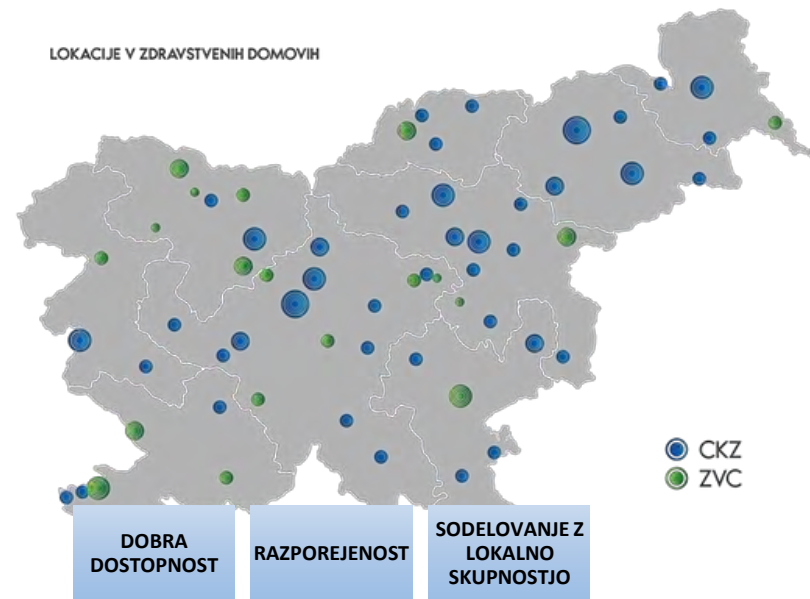 LOKACIJE V ZDRAVSTVENIH DOMOVIH
CKZ
ZVC
DOBRA
DOSTOPNOST
RAZPOREJENOST
SODELOVANJE Z
LOKALNO
SKUPNOSTJO